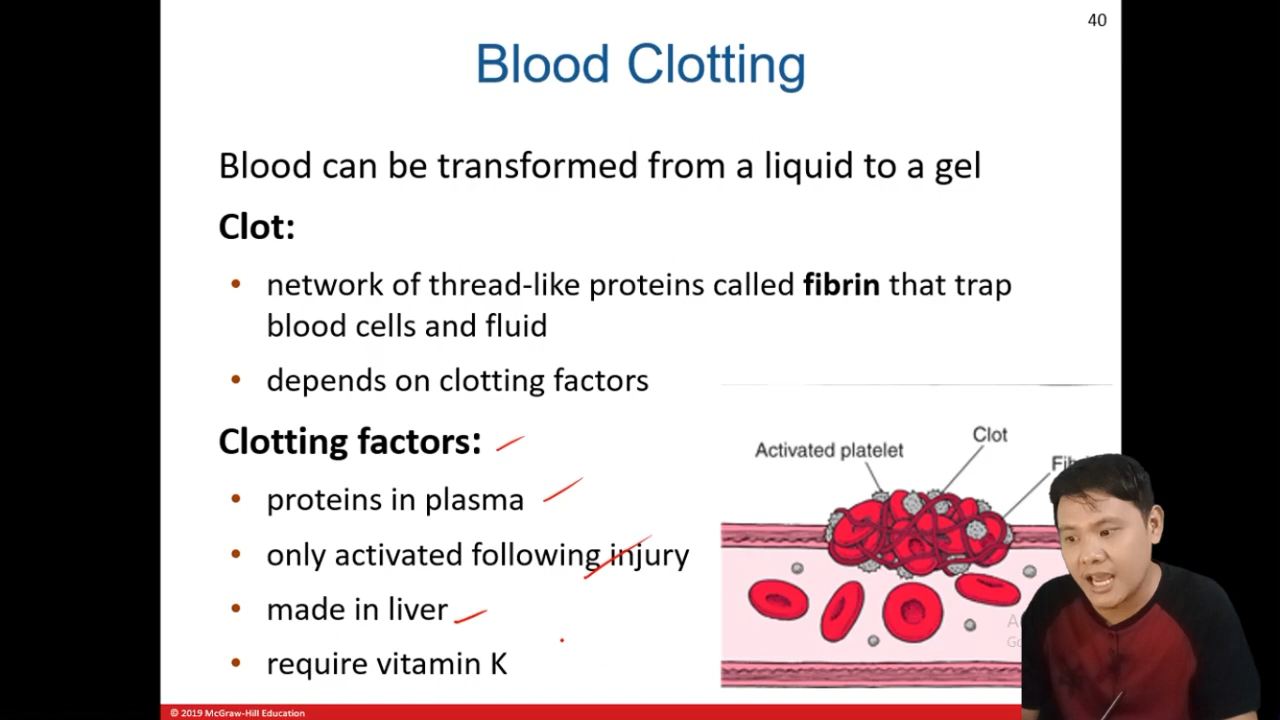 40
Blood Clotting
Blood can be transformed from a liquid to a gel
Clot:
• network of thread-like proteins called fibrin that trap
blood cells and fluid
• depends on clotting factors
Clotting factors:
• proteins in plasma
• only activated following injury
• made in liver
• require vitamin K
Activated platelet
Clot
© 2019 McGraw-Hill Education